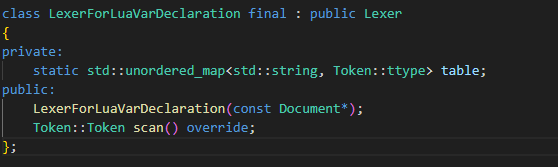 class LexerForLuaVarDeclaration final : public Lexer
{
private:
    static std::unordered_map<std::string, Token::ttype> table;
public:
    LexerForLuaVarDeclaration(const Document*);
    Token::Token scan() override;
};